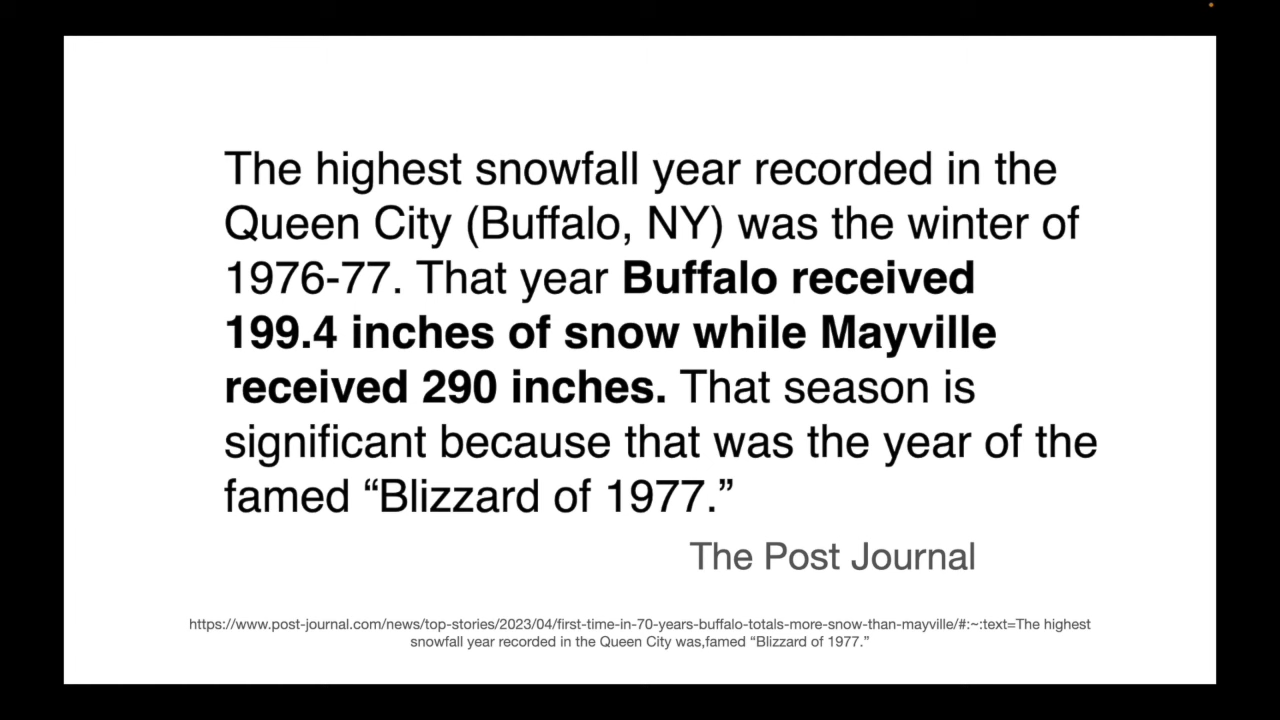 The highest snowfall year recorded in the
Queen City (Buffalo, NY) was the winter of
1976-77. That year Buffalo received
199.4 inches of snow while Mayville
received 290 inches. That season is
significant because that was the year of the
famed “Blizzard of 1977.”
The Post Journal
https://www.post-journal.com/news/top-stories/2023/04/first-time-in-70-years-buffalo-totals-more-snow-than-mayville/#:~:text=The highest
snowfall year recorded in the Queen City was,famed “Blizzard of 1977.”